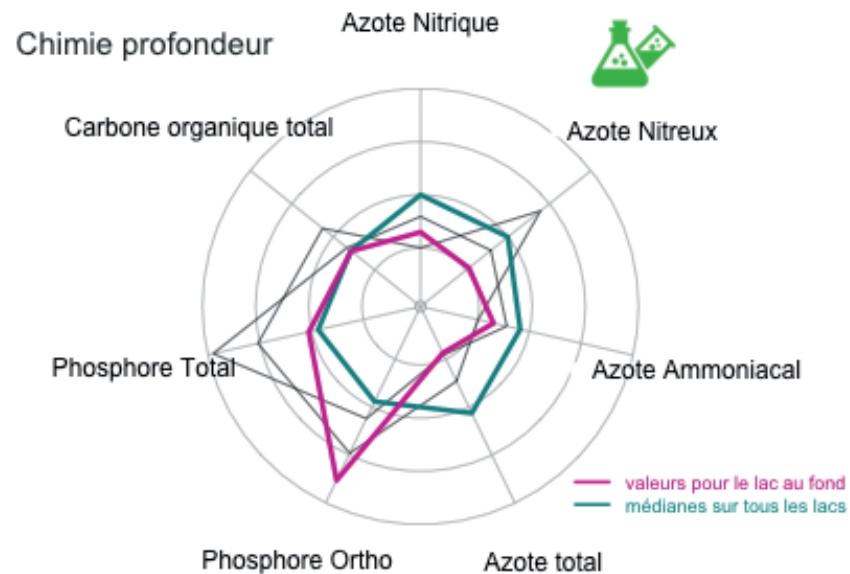 Azote Nitrique
Chimie profondeur
Carbone organique total
Azote Nitreux
Phosphore Total
Azote Ammoniacal
valeurs pour le lac au fond
médianes sur tous les lacs
Phosphore Ortho
Azote total